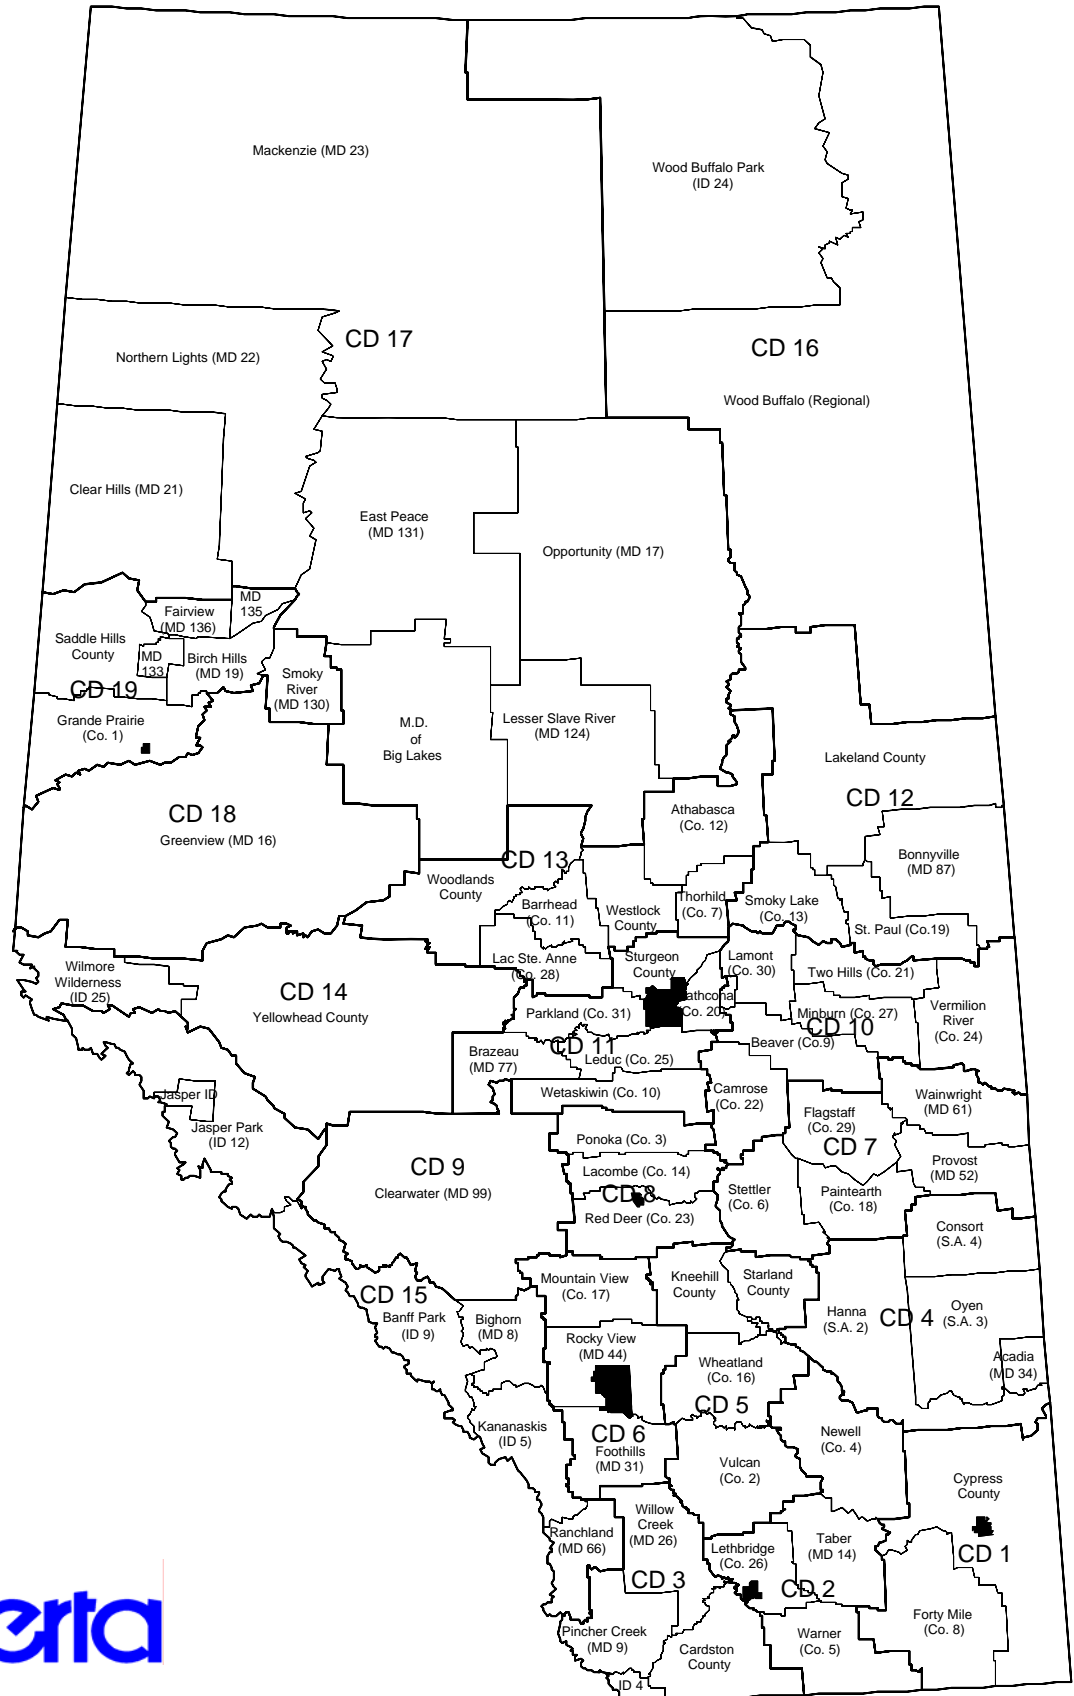 Mackenzie (MD 23)
Wood Buffalo Park
(ID 24)
CD 17
CD 16
Northern Lights (MD 22)
Wood Buffalo (Regional)
Clear Hills (MD 21)
East Peace
(MD 131)
Opportunity (MD 17)
MD
135
Fairview
(MD 136)
Saddle Hills
County
MD
133
Birch Hills
(MD 19)
Smoky
River
(MD 130)
CD 19
Grande Prairie
(Co. 1)
M.D.
of
Big Lakes
Lesser Slave River
(MD 124)
Lakeland County
CD 12
CD 18
Greenview (MD 16)
Athabasca
(Co. 12)
Bonnyville
(MD 87)
CD 13
Woodlands
County
Barrhead
(Co. 11)
Westlock
County
Thorhild
(Co. 7)
Smoky Lake
(Co. 13)
St. Paul (Co.19)
Wilmore
Wilderness
(ID 25)
Lac Ste. Anne
(Co. 28)
Sturgeon
County
Lamont
(Co. 30)
Two Hills (Co. 21)
CD 14
Yellowhead County
Parkland (Co. 31)
athcona
(Co. 20)
Minburn (Co. 27)
CD 10
Vermilion
River
(Co. 24)
Brazeau
(MD 77)
CD 11
Leduc (Co. 25)
Beaver (Co.9)
Wetaskiwin (Co. 10)
Camrose
(Co. 22)
Flagstaff
(Co. 29)
Wainwright
(MD 61)
Jasper ID
Jasper Park
(ID 12)
Ponoka (Co. 3)
CD 7
Provost
(MD 52)
CD 9
Clearwater (MD 99)
Lacombe (Co. 14)
CD 8
Red Deer (Co. 23)
Stettler
(Co. 6)
Paintearth
(Co. 18)
Consort
(S.A. 4)
Mountain View
(Co. 17)
Kneehill
County
Starland
County
CD 15
Banff Park
(ID 9)
Bighorn
(MD 8)
Hanna
(S.A. 2)
CD 4
Oyen
(S.A. 3)
Rocky View
(MD 44)
Wheatland
(Co. 16)
Acadia
(MD 34)
CD 5
Kananaskis
(ID 5)
CD 6
Foothills
(MD 31)
Newell
(Co. 4)
Vulcan
(Co. 2)
Cypress
County
Willow
Creek
(MD 26)
Ranchland
(MD 66)
Lethbridge
(Co. 26)
Taber
(MD 14)
CD 1
CD 3
CD 2
Forty Mile
(Co. 8)
Pincher Creek
(MD 9)
Warner
(Co. 5)
Cardston
County
ID 4
erta